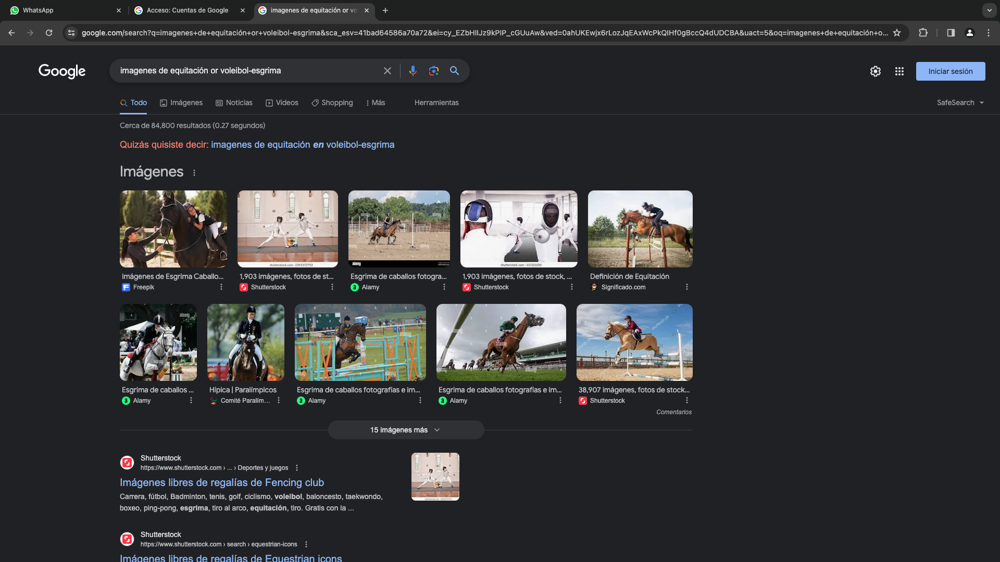 WhatsApp
Acceso: Cuentas de Google
imagenes de equitación or vo
google.com/search?q=imagenes+de+equitación+or+voleibol-esgrima&sca_esv=41bad64586a70a72&ei=cy_EZbHlIJz9kPIP_cGUuAw&ved=0ahUKEwjx6rLozJqEAxWcPkQIHf0gBccQ4dUDCBA&uact=5&oq=imagenes+de+equitación+o...
Google
imagenes de equitación or voleibol-esgrima
Iniciar sesión
Todo
Imágenes
Noticias
Videos
Shopping
Más
Herramientas
SafeSearch
Cerca de 84,800 resultados (0.27 segundos)
Quizás quisiste decir: imagenes de equitación en voleibol-esgrima
Imágenes
shutterstock.com · 2341372753
alamy
shutterstock.com · 437261050
Imágenes de Esgrima Caballo...
Freepik
1,903 imágenes, fotos de st...
Shutterstock
Esgrima de caballos fotogra...
Alamy
1,903 imágenes, fotos de stock, ...
Shutterstock
Definición de Equitación
Significado.com
Esgrima de caballos ...
Alamy
Hípica | Paralímpicos
Comité Paralím...
Esgrima de caballos fotografías e im...
Alamy
Esgrima de caballos fotografías e im...
Alamy
38,907 imágenes, fotos de stock...
Shutterstock
Comentarios
15 imágenes más
Shutterstock
https://www.shutterstock.com › ... › Deportes y juegos
Imágenes libres de regalías de Fencing club
Carrera, fútbol, Badminton, tenis, golf, ciclismo, voleibol, baloncesto, taekwondo,
boxeo, ping-pong, esgrima, tiro al arco, equitación, tiro. Gratis con la ...
Shutterstock
https://www.shutterstock.com › search › equestrian-icons
Imágenes libres de regalías de Equestrian icons